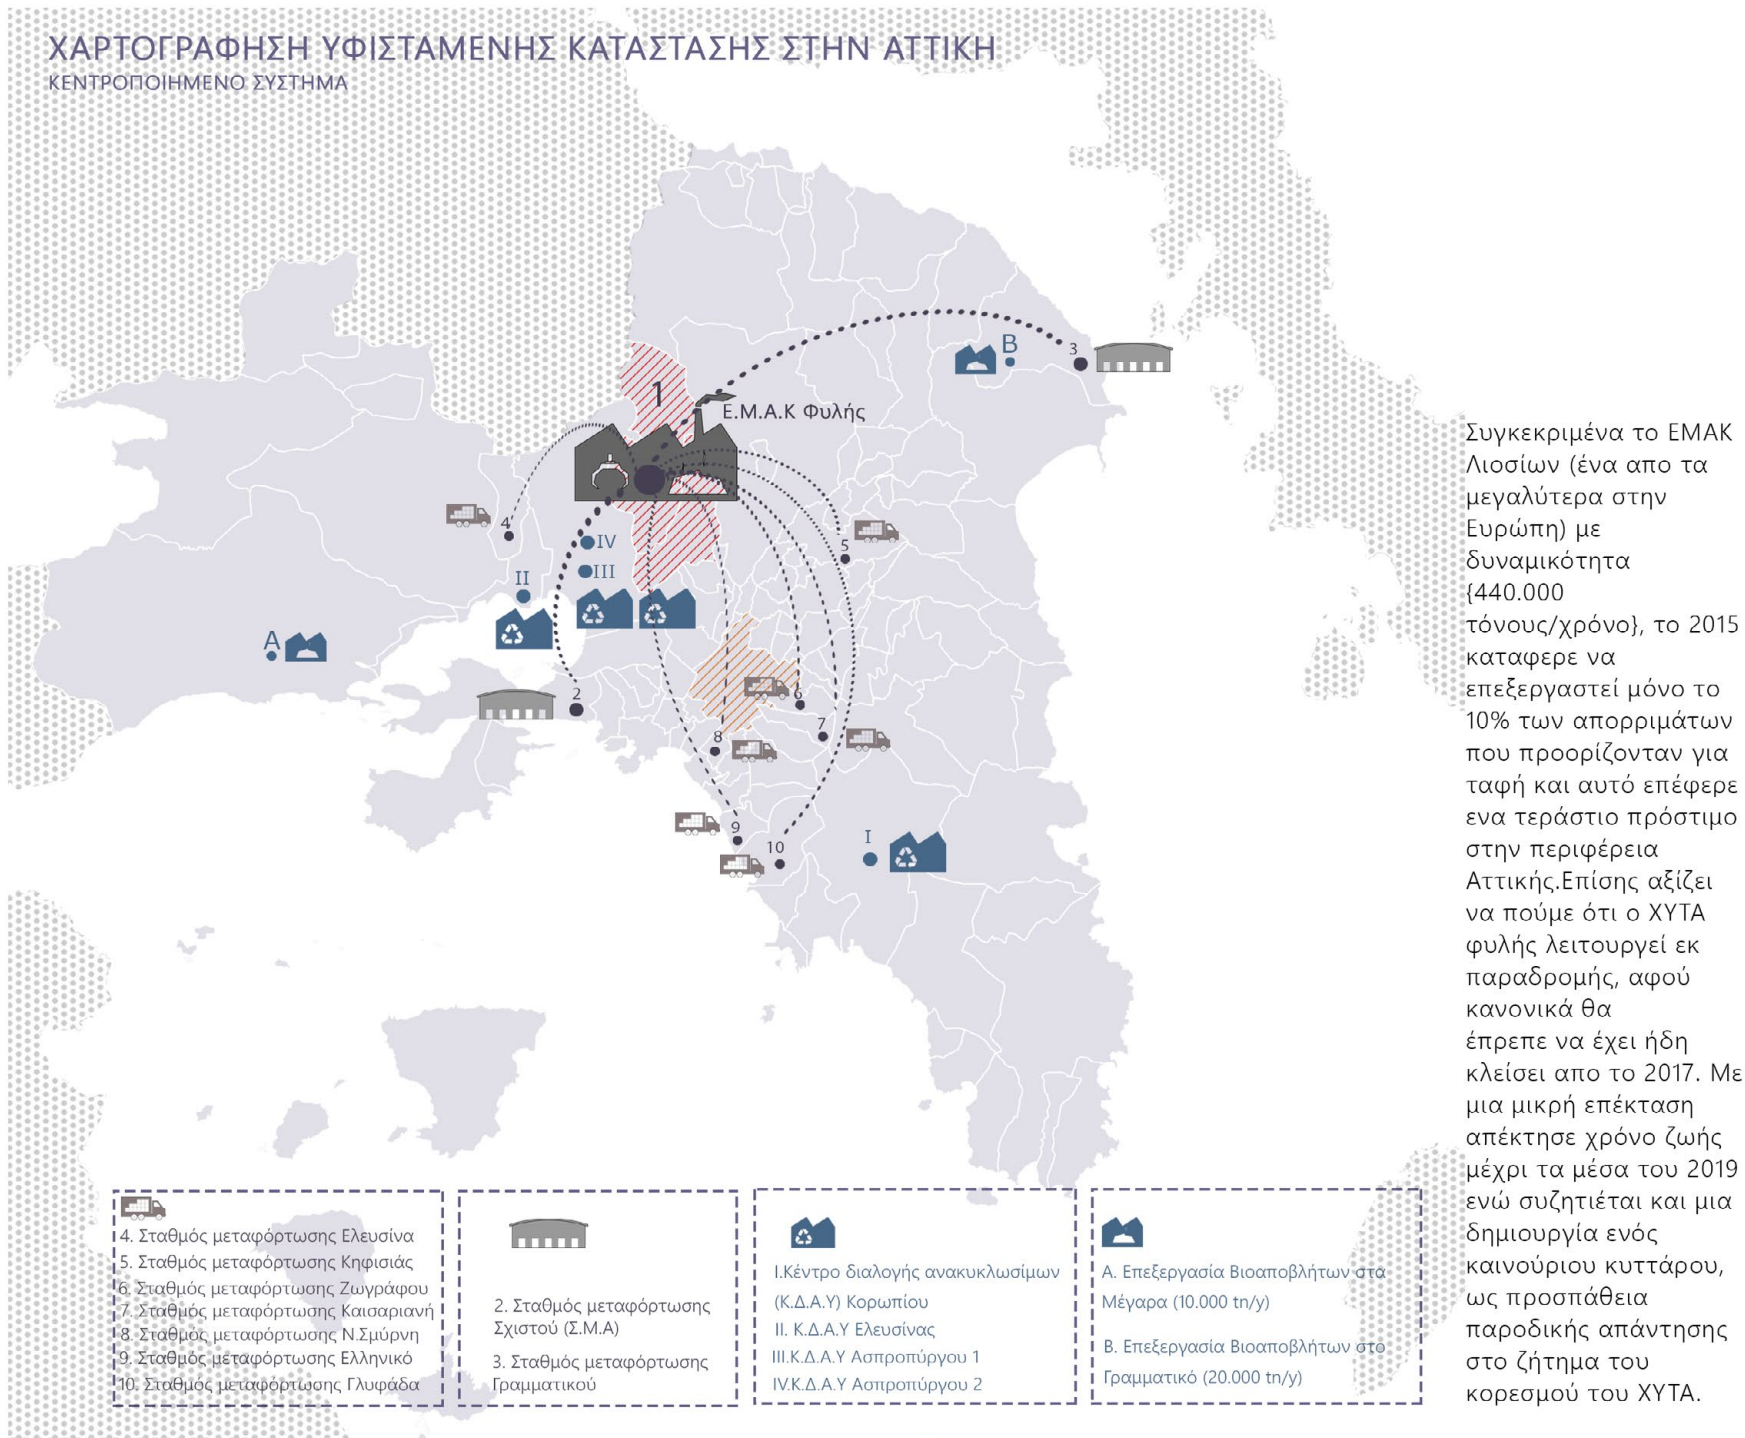 ΧΑΡΤΟΓΡΑΦΗΣΗ ΥΦΙΣΤΑΜΕΝΗΣ ΚΑΤΑΣΤΑΣΗΣ ΣΤΗΝ ΑΤΤΙΚΗ
ΚΕΝΤΡΟΠΟΙΗΜΕΝΟ ΣΥΣΤΗΜΑ
B
3
1
Ε.Μ.Α.Κ Φυλής
4
5
IV
III
II
A
2
6
7
8
9
10
I
Συγκεκριμένα το ΕΜΑΚ
Λιοσίων (ένα απο τα
μεγαλύτερα στην
Ευρώπη) με
δυναμικότητα
{440.000
τόνους/χρόνο}, το 2015
καταφερε να
επεξεργαστεί μόνο το
10% των απορριμάτων
που προορίζονταν για
ταφή και αυτό επέφερε
ενα τεράστιο πρόστιμο
στην περιφέρεια
Αττικής.Επίσης αξίζει
να πούμε ότι ο ΧΥΤΑ
φυλής λειτουργεί εκ
παραδρομής, αφού
κανονικά θα
έπρεπε να έχει ήδη
κλείσει απο το 2017. Με
μια μικρή επέκταση
απέκτησε χρόνο ζωής
μέχρι τα μέσα του 2019
ενώ συζητιέται και μια
δημιουργία ενός
καινούριου κυττάρου,
ως προσπάθεια
παροδικής απάντησης
στο ζήτημα του
κορεσμού του ΧΥΤΑ.
4. Σταθμός μεταφόρτωσης Ελευσίνα
5. Σταθμός μεταφόρτωσης Κηφισιάς
6. Σταθμός μεταφόρτωσης Ζωγράφου
7. Σταθμός μεταφόρτωσης Καισαριανή
8. Σταθμός μεταφόρτωσης Ν.Σμύρνη
9. Σταθμός μεταφόρτωσης Ελληνικό
10. Σταθμός μεταφόρτωσης Γλυφάδα
2. Σταθμός μεταφόρτωσης
Σχιστού (Σ.Μ.Α)
3. Σταθμός μεταφόρτωσης
Γραμματικού
I.Κέντρο διαλογής ανακυκλωσίμων
(Κ.Δ.Α.Υ) Κορωπίου
II. Κ.Δ.Α.Υ Ελευσίνας
III.Κ.Δ.Α.Υ Ασπροπύργου 1
IV.Κ.Δ.Α.Υ Ασπροπύργου 2
Α. Επεξεργασία Βιοαποβλήτων στα
Μέγαρα (10.000 tn/y)
Β. Επεξεργασία Βιοαποβλήτων στο
Γραμματικό (20.000 tn/y)